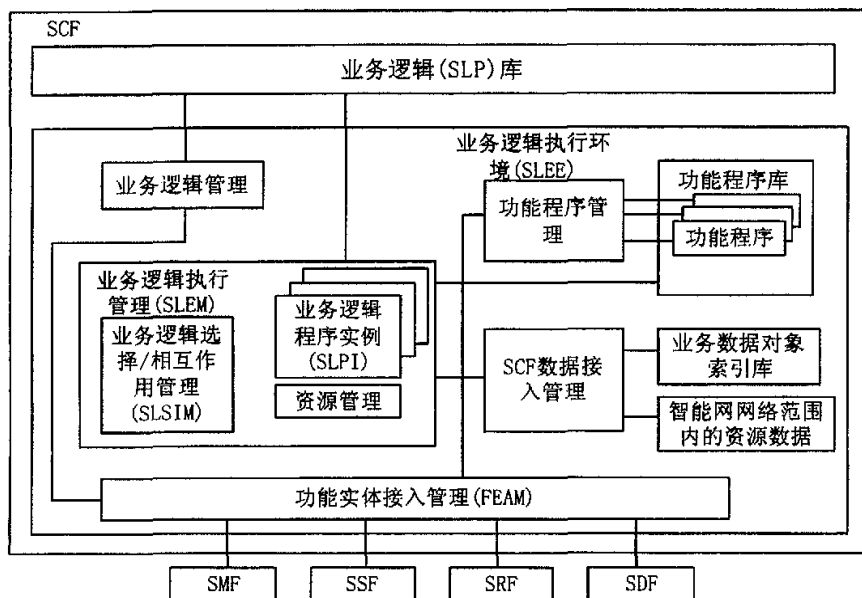 SCF
业务逻辑(SLP)库
业务逻辑执行环
境(SLEE)
业务逻辑管理
功能程序管
理
功能程序库
功能程序
业务逻辑执行
管理(SLEM)
业务逻辑选
择/相互作
用管理
(SLSIM)
业务逻辑
程序实例
(SLPI)
资源管理
SCF数据接
入管理
业务数据对象
索引库
智能网网络范围
内的资源数据
功能实体接入管理(FEAM)
SMF
SSF
SRF
SDF